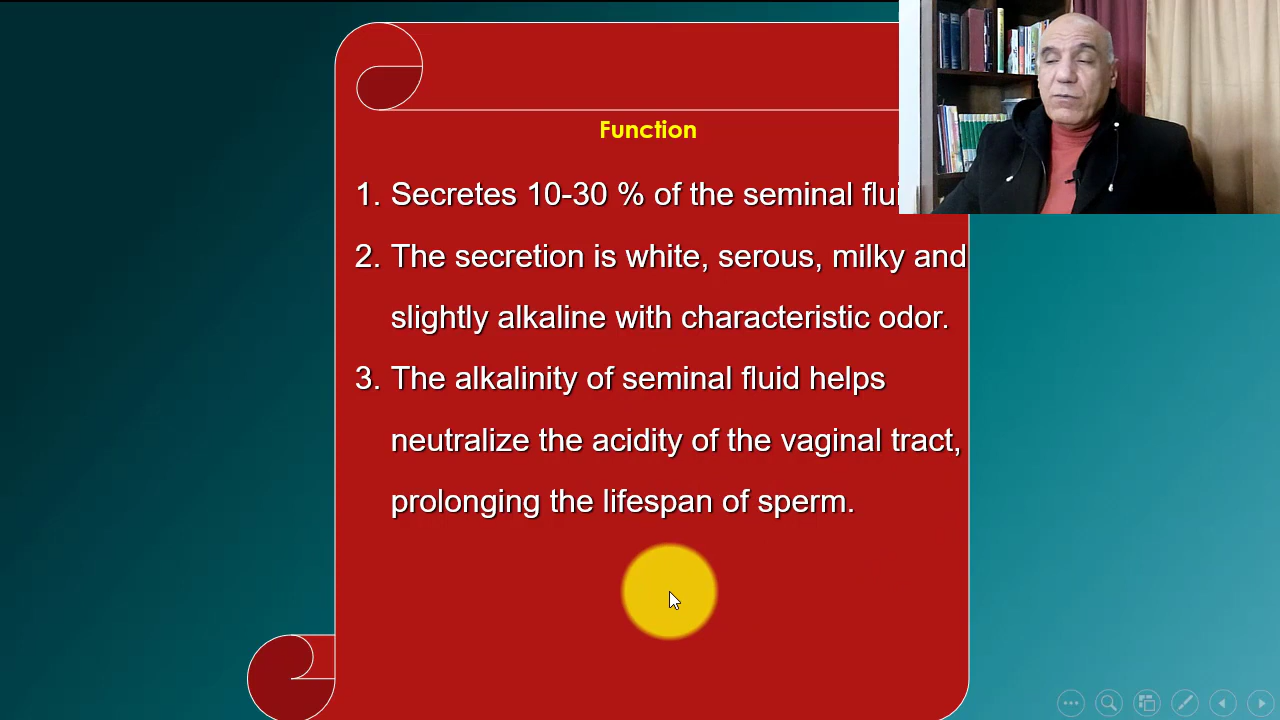 Function
1. Secretes 10-30 % of the seminal
2. The secretion is white, serous, milky and
slightly alkaline with characteristic odor.
3. The alkalinity of seminal fluid helps
neutralize the acidity of the vaginal tract,
prolonging the lifespan of sperm.